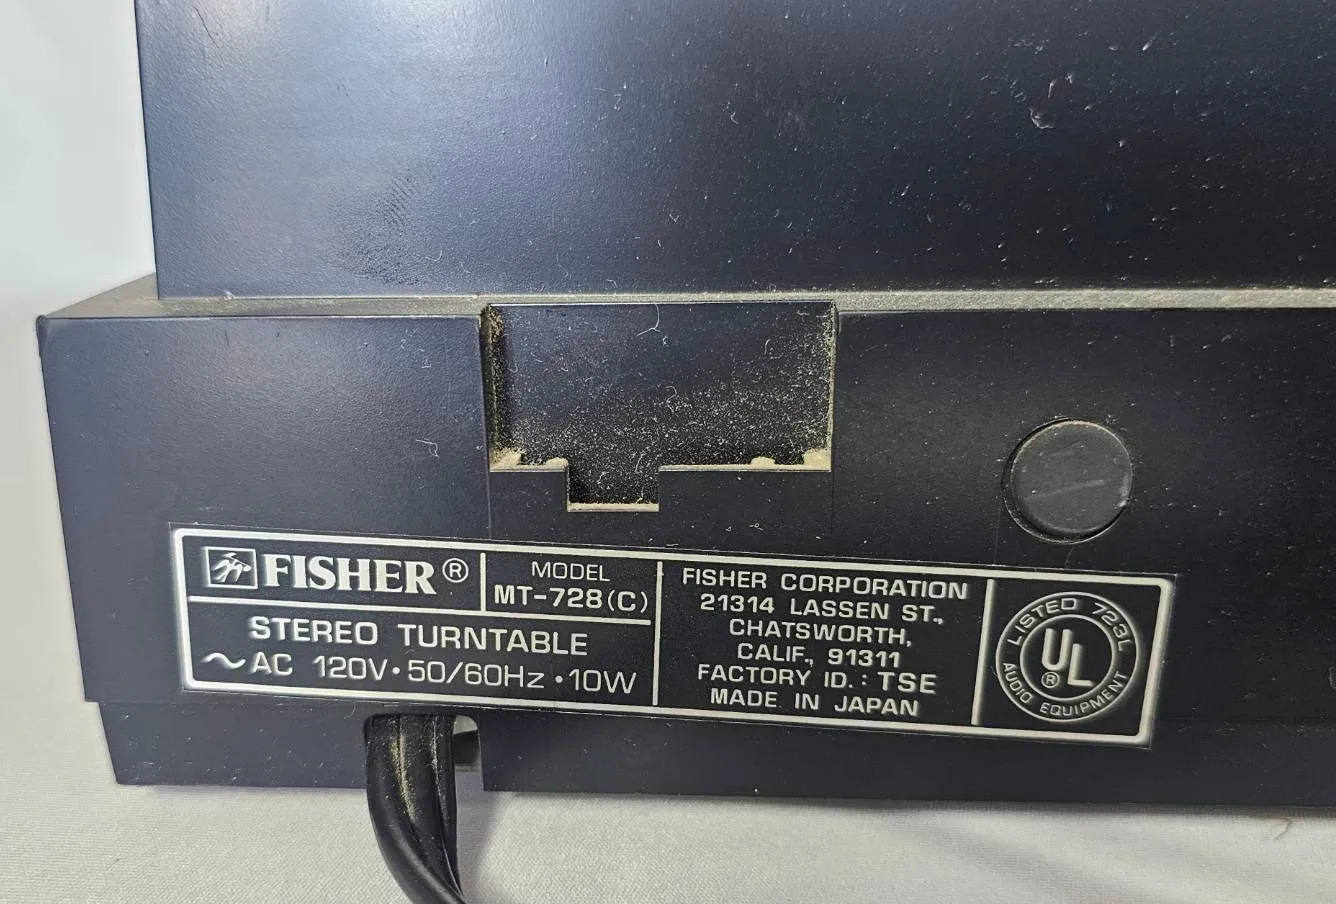 FISHER®
MODEL
MT-728(C)
STEREO TURNTABLE
~AC 120V·50/60Hz·10W
FISHER CORPORATION
21314 LASSEN ST.,
CHATSWORTH,
CALIF., 91311
FACTORY ID.: TSE
MADE IN JAPAN
LISTED 723L
UL®
AUDIO EQUIPMENT